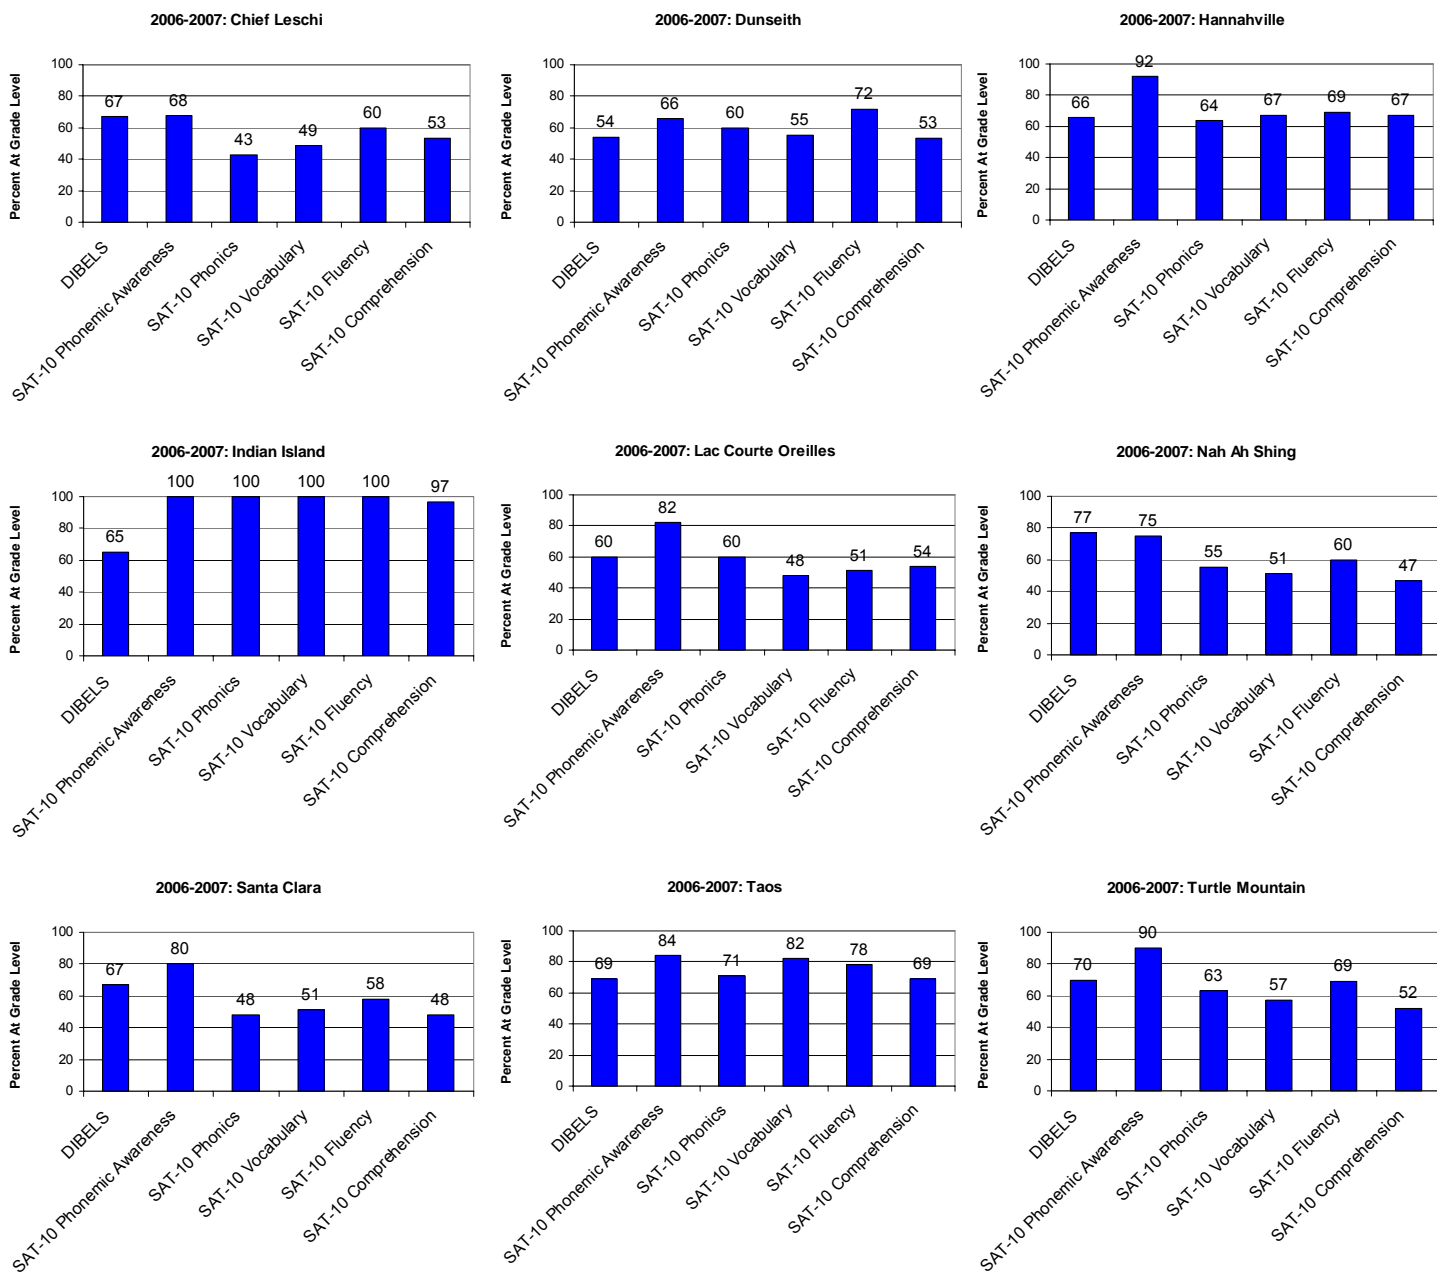 2006-2007: Chief Leschi
Percent At Grade Level
100
80
60
40
20
0
67
68
43
49
60
53
DIBELS
SAT-10 Phonemic Awareness
SAT-10 Phonics
SAT-10 Vocabulary
SAT-10 Fluency
SAT-10 Comprehension
2006-2007: Dunseith
Percent At Grade Level
100
80
60
40
20
0
54
66
60
55
72
53
DIBELS
SAT-10 Phonemic Awareness
SAT-10 Phonics
SAT-10 Vocabulary
SAT-10 Fluency
SAT-10 Comprehension
2006-2007: Hannahville
Percent At Grade Level
100
80
60
40
20
0
66
92
64
67
69
67
DIBELS
SAT-10 Phonemic Awareness
SAT-10 Phonics
SAT-10 Vocabulary
SAT-10 Fluency
SAT-10 Comprehension
2006-2007: Indian Island
Percent At Grade Level
100
80
60
40
20
0
65
100
100
100
100
97
DIBELS
SAT-10 Phonemic Awareness
SAT-10 Phonics
SAT-10 Vocabulary
SAT-10 Fluency
SAT-10 Comprehension
2006-2007: Lac Courte Oreilles
Percent At Grade Level
100
80
60
40
20
0
60
82
60
48
51
54
DIBELS
SAT-10 Phonemic Awareness
SAT-10 Phonics
SAT-10 Vocabulary
SAT-10 Fluency
SAT-10 Comprehension
2006-2007: Nah Ah Shing
Percent At Grade Level
100
80
60
40
20
0
77
75
55
51
60
47
DIBELS
SAT-10 Phonemic Awareness
SAT-10 Phonics
SAT-10 Vocabulary
SAT-10 Fluency
SAT-10 Comprehension
2006-2007: Santa Clara
Percent At Grade Level
100
80
60
40
20
0
67
80
48
51
58
48
DIBELS
SAT-10 Phonemic Awareness
SAT-10 Phonics
SAT-10 Vocabulary
SAT-10 Fluency
SAT-10 Comprehension
2006-2007: Taos
Percent At Grade Level
100
80
60
40
20
0
69
84
71
82
78
69
DIBELS
SAT-10 Phonemic Awareness
SAT-10 Phonics
SAT-10 Vocabulary
SAT-10 Fluency
SAT-10 Comprehension
2006-2007: Turtle Mountain
Percent At Grade Level
100
80
60
40
20
0
70
90
63
57
69
52
DIBELS
SAT-10 Phonemic Awareness
SAT-10 Phonics
SAT-10 Vocabulary
SAT-10 Fluency
SAT-10 Comprehension